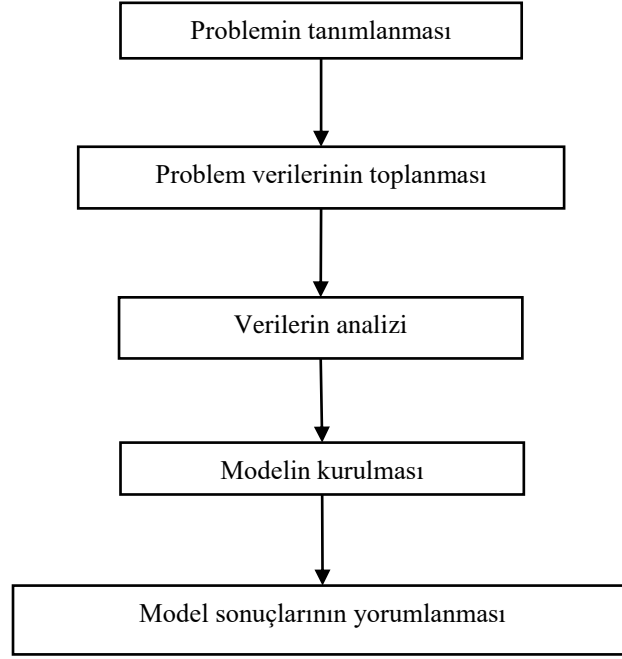 Problemin tanımlanması
Problem verilerinin toplanması
Verilerin analizi
Modelin kurulması
Model sonuçlarının yorumlanması